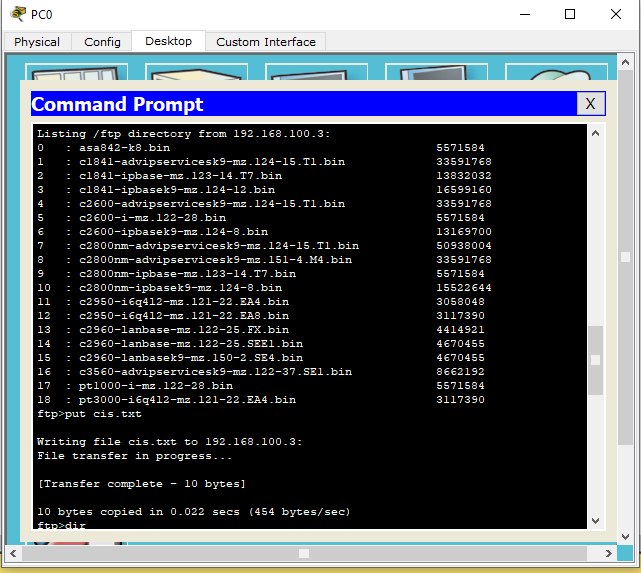 PC0
Physical Config Desktop Custom Interface
Command Prompt X
Listing /ftp directory from 192.168.100.3:
0 : asa842-k8.bin 5571584
1 : c1841-advipservicesk9-mz.124-15.T1.bin 33591768
2 : c1841-ipbase-mz.123-14.T7.bin 13832032
3 : c1841-ipbasek9-mz.124-12.bin 16599160
4 : c2600-advipservicesk9-mz.124-15.T1.bin 33591768
5 : c2600-i-mz.122-28.bin 5571584
6 : c2600-ipbasek9-mz.124-8.bin 13169700
7 : c2800nm-advipservicesk9-mz.124-15.T1.bin 50938004
8 : c2800nm-advipservicesk9-mz.151-4.M4.bin 33591768
9 : c2800nm-ipbase-mz.123-14.T7.bin 5571584
10 : c2800nm-ipbasek9-mz.124-8.bin 15522644
11 : c2950-i6q4l2-mz.121-22.EA4.bin 3058048
12 : c2950-i6q4l2-mz.121-22.EA8.bin 3117390
13 : c2960-lanbase-mz.122-25.FX.bin 4414921
14 : c2960-lanbase-mz.122-25.SEE1.bin 4670455
15 : c2960-lanbasek9-mz.150-2.SE4.bin 4670455
16 : c3560-advipservicesk9-mz.122-37.SE1.bin 8662192
17 : pt1000-i-mz.122-28.bin 5571584
18 : pt3000-i6q4l2-mz.121-22.EA4.bin 3117390
ftp>put cis.txt
Writing file cis.txt to 192.168.100.3:
File transfer in progress...
[Transfer complete - 10 bytes]
10 bytes copied in 0.022 secs (454 bytes/sec)
ftp>dir